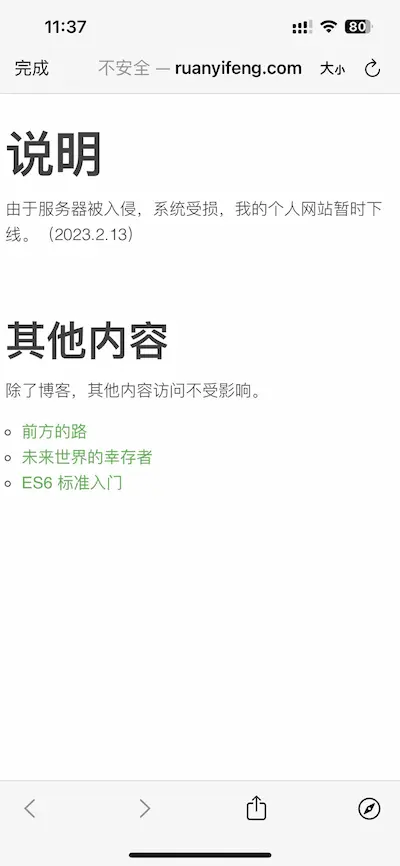 11:37
80
完成
不安全 — ruanyifeng.com
大小
说明
由于服务器被入侵，系统受损，我的个人网站暂时下
线。（2023.2.13）
其他内容
除了博客，其他内容访问不受影响。
前方的路
未来世界的幸存者
ES6 标准入门